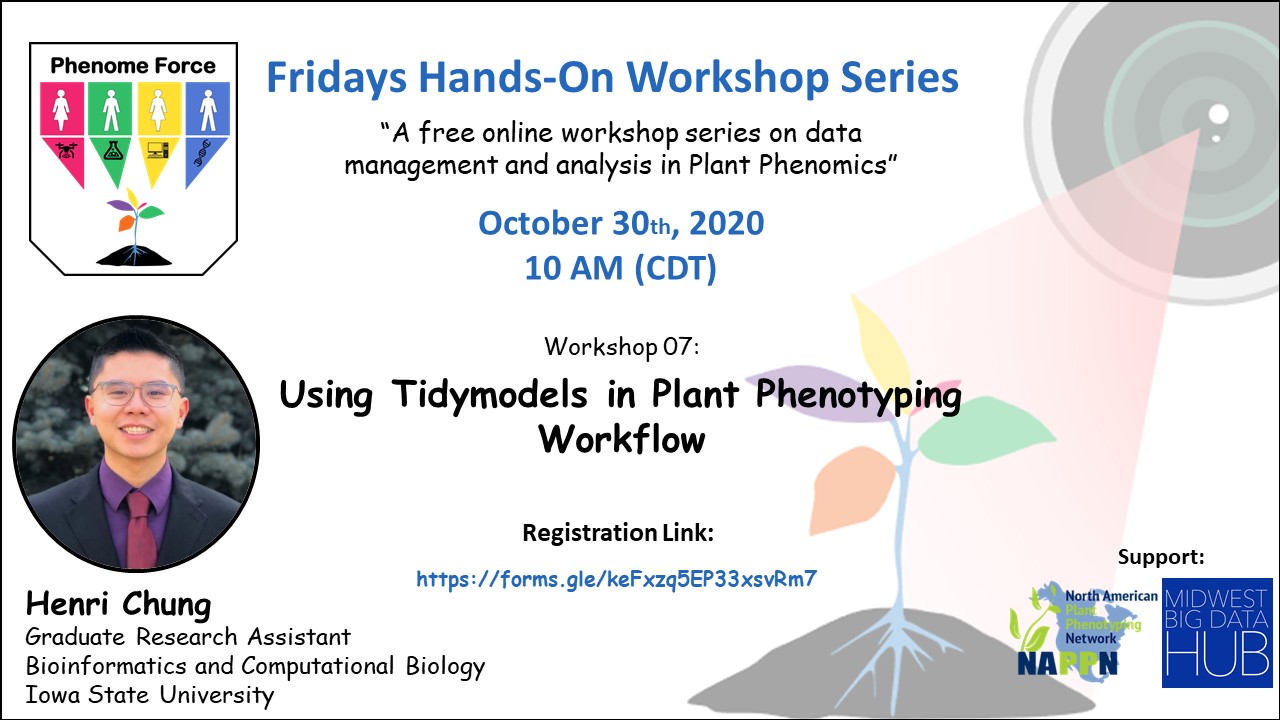 Phenome Force
Fridays Hands-On Workshop Series
“A free online workshop series on data
management and analysis in Plant Phenomics”
October 30th, 2020
10 AM (CDT)
Workshop 07:
Using Tidymodels in Plant Phenotyping
Workflow
Registration Link:
https://forms.gle/keFxzq5EP33xsvRm7
Henri Chung
Graduate Research Assistant
Bioinformatics and Computational Biology
Iowa State University
Support:
North American
Plant
Phenotyping
Network
NAPPN
MIDWEST
BIG DATA
HUB